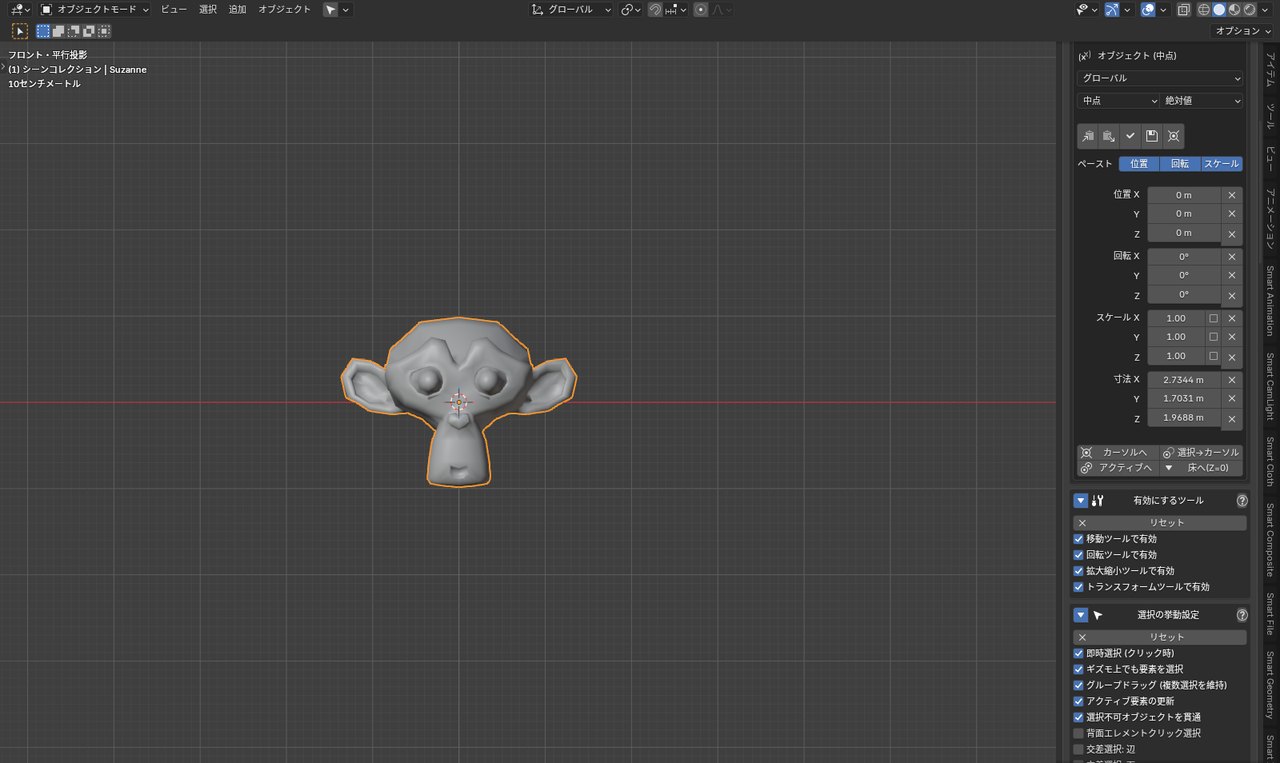 オブジェクトモード ビュー 選択 追加 オブジェクト グローバル
オプション
フロント・平行投影
(1) シーンコレクション | Suzanne
10センチメートル
オブジェクト (中点)
グローバル
中点 絶対値
ペースト 位置 回転 スケール
位置 X 0 m
Y 0 m
Z 0 m
回転 X 0°
Y 0°
Z 0°
スケール X 1.00
Y 1.00
Z 1.00
寸法 X 2.7344 m
Y 1.7031 m
Z 1.9688 m
カーソルへ 選択→カーソル
アクティブへ 床へ(Z=0)
有効にするツール
リセット
移動ツールで有効
回転ツールで有効
拡大縮小ツールで有効
トランスフォームツールで有効
選択の挙動設定
リセット
即時選択 (クリック時)
ギズモ上でも要素を選択
グループドラッグ (複数選択を維持)
アクティブ要素の更新
選択不可オブジェクトを貫通
背面エレメントクリック選択
交差選択: 辺
アイテム
ツール
ビュー
アニメーション
Smart Animation
Smart CamLight
Smart Cloth
Smart Composite
Smart File
Smart Geometry
Smart